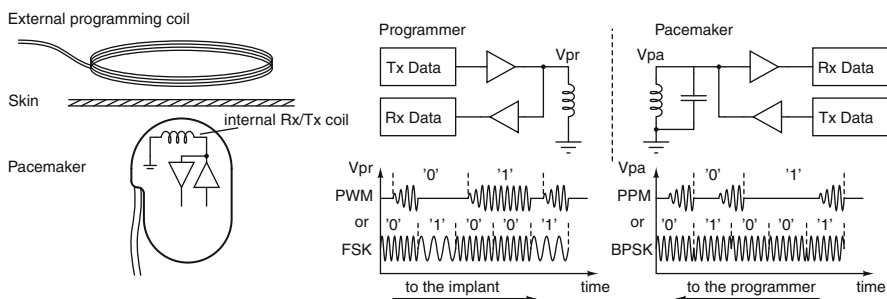 External programming coil
Skin
internal Rx/Tx coil
Pacemaker
Programmer
Tx Data
Rx Data
Vpr
Pacemaker
Vpa
Rx Data
Tx Data
Vpr
'0' '1'
PWM
or
'0' '1' '0' '0' '1'
FSK
to the implant
time
Vpa
'0' '1'
PPM
or
'0' '1' '0' '0' '1'
BPSK
to the programmer
time